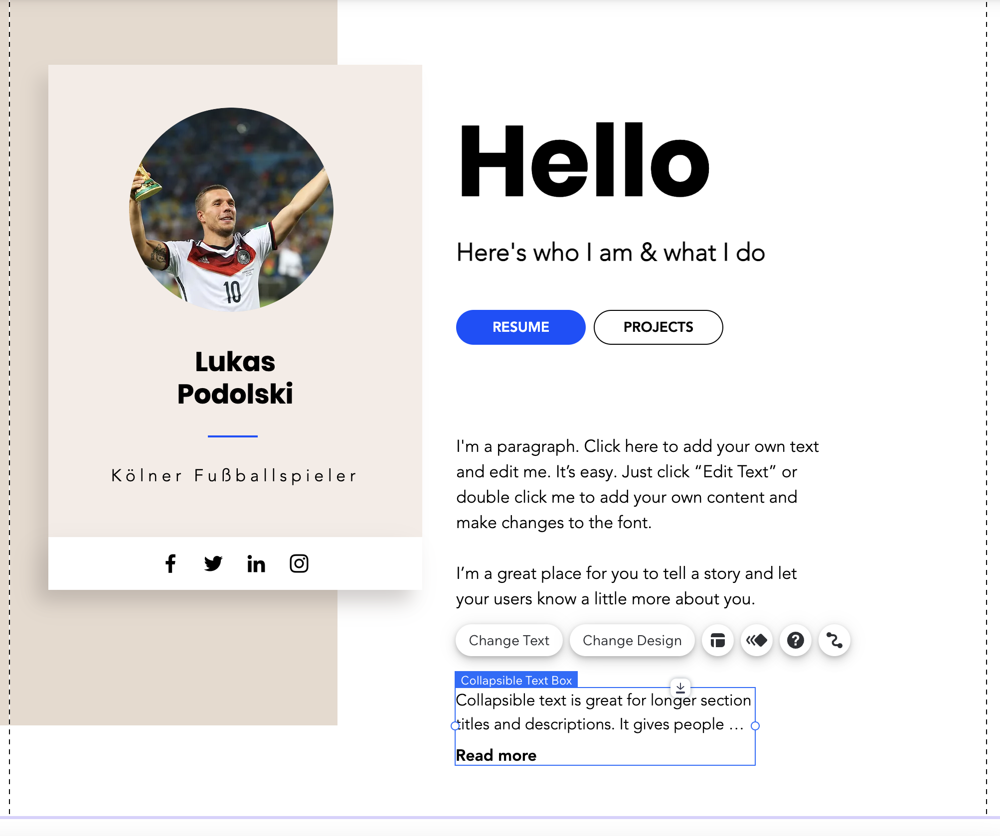 adidas
10
Lukas
Podolski
Kölner Fußballspieler
Hello
Here's who I am & what I do
RESUME
PROJECTS
I'm a paragraph. Click here to add your own text
and edit me. It’s easy. Just click “Edit Text” or
double click me to add your own content and
make changes to the font.
I’m a great place for you to tell a story and let
your users know a little more about you.
Change Text
Change Design
Collapsible Text Box
Collapsible text is great for longer section
titles and descriptions. It gives people …
Read more